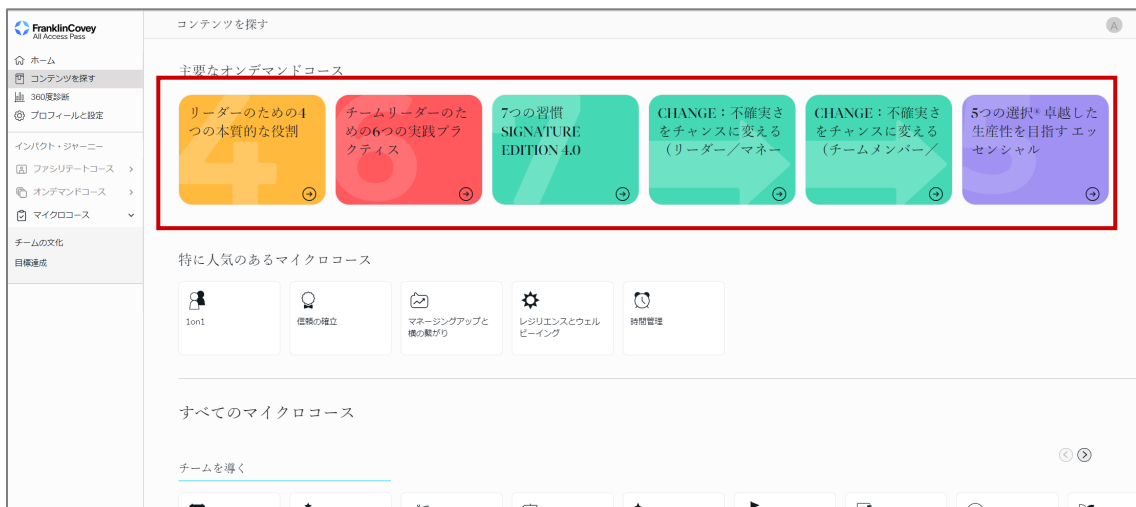 FranklinCovey
All Access Pass
コンテンツを探す
A
ホーム
コンテンツを探す
360度診断
プロフィールと設定
インパクト・ジャーニー
ファシリテートコース
オンデマンドコース
マイクロコース
チームの文化
目標達成
主要なオンデマンドコース
リーダーのための4
つの本質的な役割
4
チームリーダーのた
めの6つの実践プラ
クティス
6
7つの習慣
SIGNATURE
EDITION 4.0
7
CHANGE：不確実さ
をチャンスに変える
（リーダー／マネー
CHANGE：不確実さ
をチャンスに変える
（チームメンバー／
5つの選択® 卓越した
生産性を目指す エッ
センシャル
5
特に人気のあるマイクロコース
1on1
信頼の確立
マネージングアップと
横の繋がり
レジリエンスとウェル
ビーイング
時間管理
すべてのマイクロコース
チームを導く